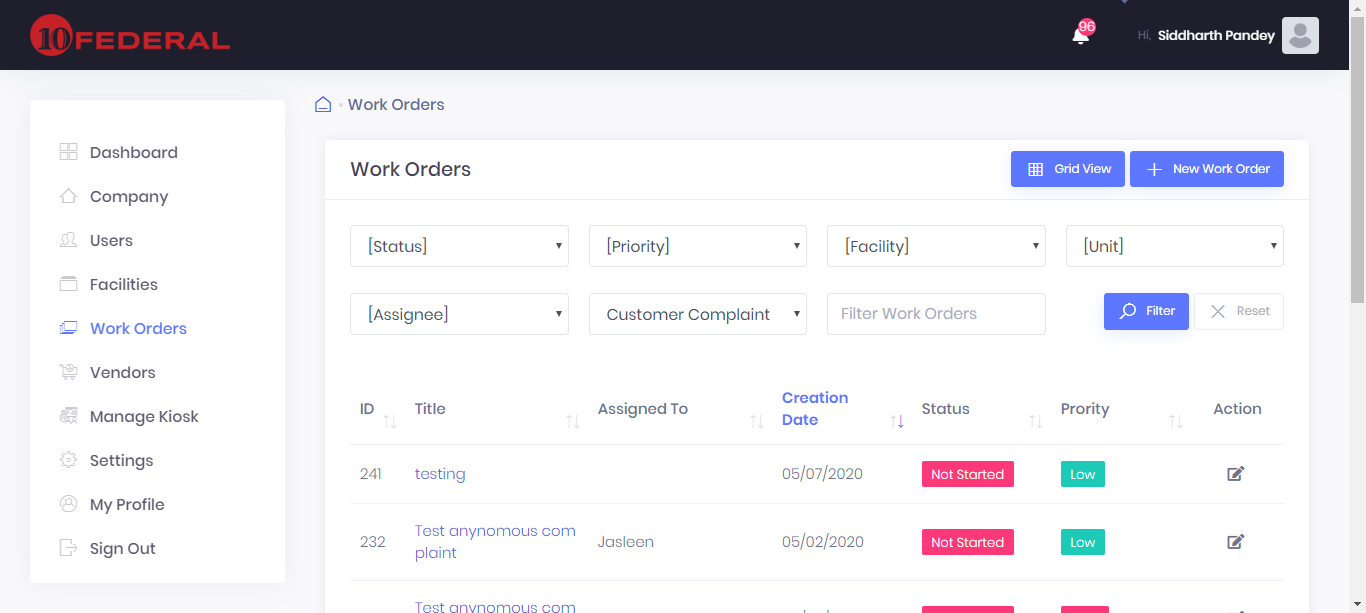 10 FEDERAL
96
Hi, Siddharth Pandey
Work Orders
Dashboard
Company
Users
Facilities
Work Orders
Vendors
Manage Kiosk
Settings
My Profile
Sign Out
Work Orders
Grid View
New Work Order
[Status] [Priority] [Facility] [Unit]
[Assignee] Customer Complaint Filter Work Orders Filter Reset
ID Title Assigned To Creation Date Status Prority Action
241 testing 05/07/2020 Not Started Low
232 Test anynomous com
plaint Jasleen 05/02/2020 Not Started Low
Test anynomous com